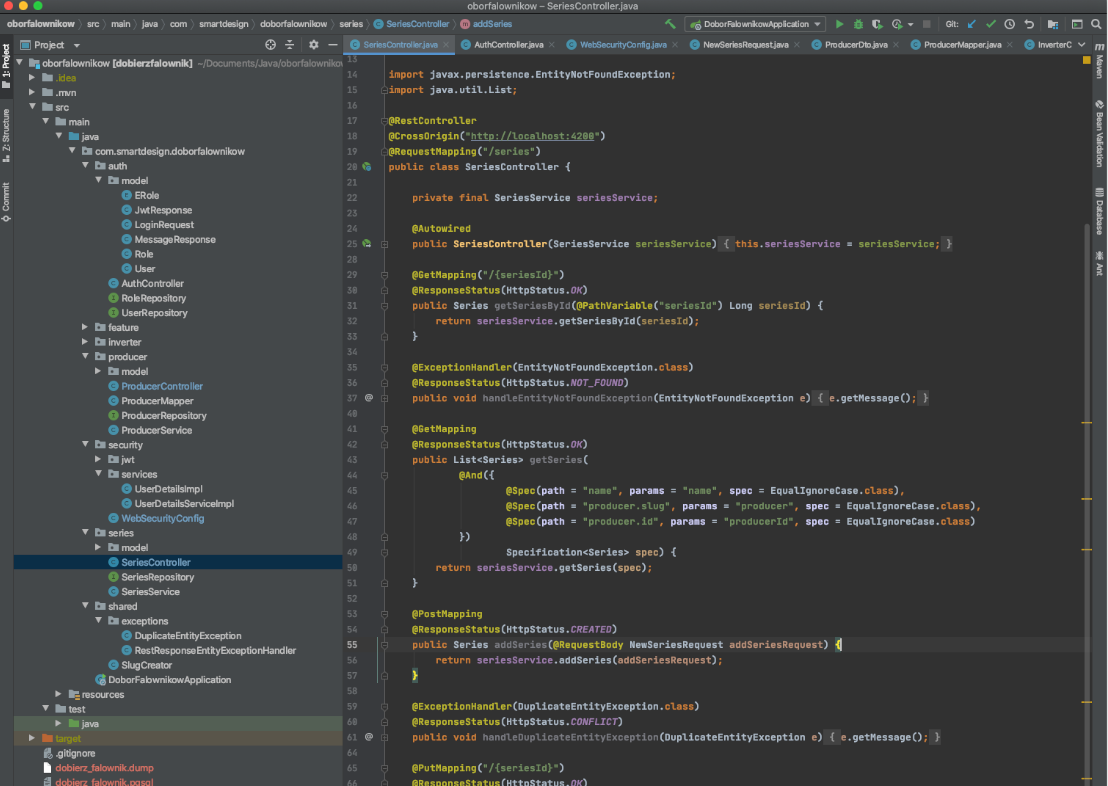 oborfalownikow – SeriesController.java
oborfalownikow › src › main › java › com › smartdesign › doborfalownikow › series › SeriesController › addSeries
DoborFalownikowApplication
Git:
Project
SeriesController.java
AuthController.java
WebSecurityConfig.java
NewSeriesRequest.java
ProducerDto.java
ProducerMapper.java
InverterC
1: Project
Z: Structure
Commit
oborfalownikow [dobierzfalownik] ~/Documents/Java/oborfalownikow
.idea
.mvn
src
main
java
com.smartdesign.doborfalownikow
auth
model
ERole
JwtResponse
LoginRequest
MessageResponse
Role
User
AuthController
RoleRepository
UserRepository
feature
inverter
producer
model
ProducerController
ProducerMapper
ProducerRepository
ProducerService
security
jwt
services
UserDetailsImpl
UserDetailsServiceImpl
WebSecurityConfig
series
model
SeriesController
SeriesRepository
SeriesService
shared
exceptions
DuplicateEntityException
RestResponseEntityExceptionHandler
SlugCreator
DoborFalownikowApplication
resources
test
java
target
.gitignore
dobierz_falownik.dump
dobierz_falownik.pgsql
13
14 import javax.persistence.EntityNotFoundException;
15 import java.util.List;
16
17 @RestController
18 @CrossOrigin("http://localhost:4200")
19 @RequestMapping("/series")
20 public class SeriesController {
21
22 private final SeriesService seriesService;
23
24 @Autowired
25 public SeriesController(SeriesService seriesService) { this.seriesService = seriesService; }
28
29 @GetMapping("/{seriesId}")
30 @ResponseStatus(HttpStatus.OK)
31 public Series getSeriesById(@PathVariable("seriesId") Long seriesId) {
32 return seriesService.getSeriesById(seriesId);
33 }
34
35 @ExceptionHandler(EntityNotFoundException.class)
36 @ResponseStatus(HttpStatus.NOT_FOUND)
37 @ public void handleEntityNotFoundException(EntityNotFoundException e) { e.getMessage(); }
40
41 @GetMapping
42 @ResponseStatus(HttpStatus.OK)
43 public List<Series> getSeries(
44 @And({
45 @Spec(path = "name", params = "name", spec = EqualIgnoreCase.class),
46 @Spec(path = "producer.slug", params = "producer", spec = EqualIgnoreCase.class),
47 @Spec(path = "producer.id", params = "producerId", spec = EqualIgnoreCase.class)
48 })
49 Specification<Series> spec) {
50 return seriesService.getSeries(spec);
51 }
52
53 @PostMapping
54 @ResponseStatus(HttpStatus.CREATED)
55 public Series addSeries(@RequestBody NewSeriesRequest addSeriesRequest) {
56 return seriesService.addSeries(addSeriesRequest);
57 }
58
59 @ExceptionHandler(DuplicateEntityException.class)
60 @ResponseStatus(HttpStatus.CONFLICT)
61 @ public void handleDuplicateEntityException(DuplicateEntityException e) { e.getMessage(); }
64
65 @PutMapping("/{seriesId}")
66 @ResponseStatus(HttpStatus.OK)
Maven
Bean Validation
Database
Ant